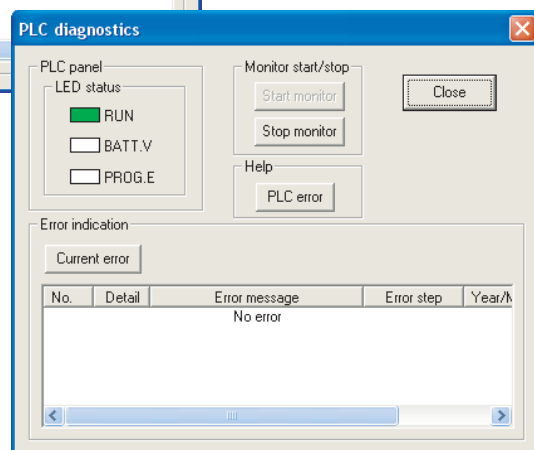 PLC diagnostics
PLC panel
LED status
RUN
BATT.V
PROG.E
Monitor start/stop
Start monitor
Stop monitor
Close
Help
PLC error
Error indication
Current error
No. Detail Error message Error step Year/M
No error